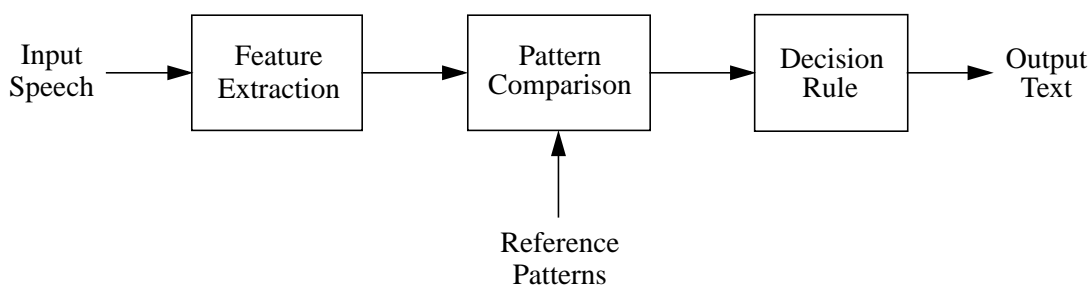 Input
Speech
Feature
Extraction
Pattern
Comparison
Decision
Rule
Output
Text
Reference
Patterns